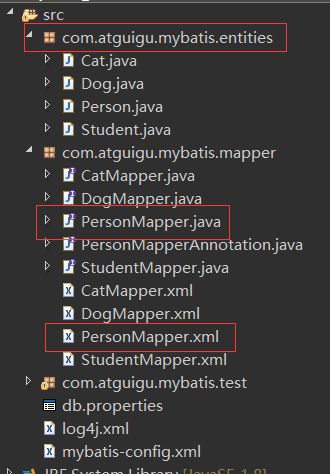 src
com.atguigu.mybatis.entities
Cat.java
Dog.java
Person.java
Student.java
com.atguigu.mybatis.mapper
CatMapper.java
DogMapper.java
PersonMapper.java
PersonMapperAnnotation.java
StudentMapper.java
CatMapper.xml
DogMapper.xml
PersonMapper.xml
StudentMapper.xml
com.atguigu.mybatis.test
db.properties
log4j.xml
mybatis-config.xml
JRE System Library [JavaSE-1.8]